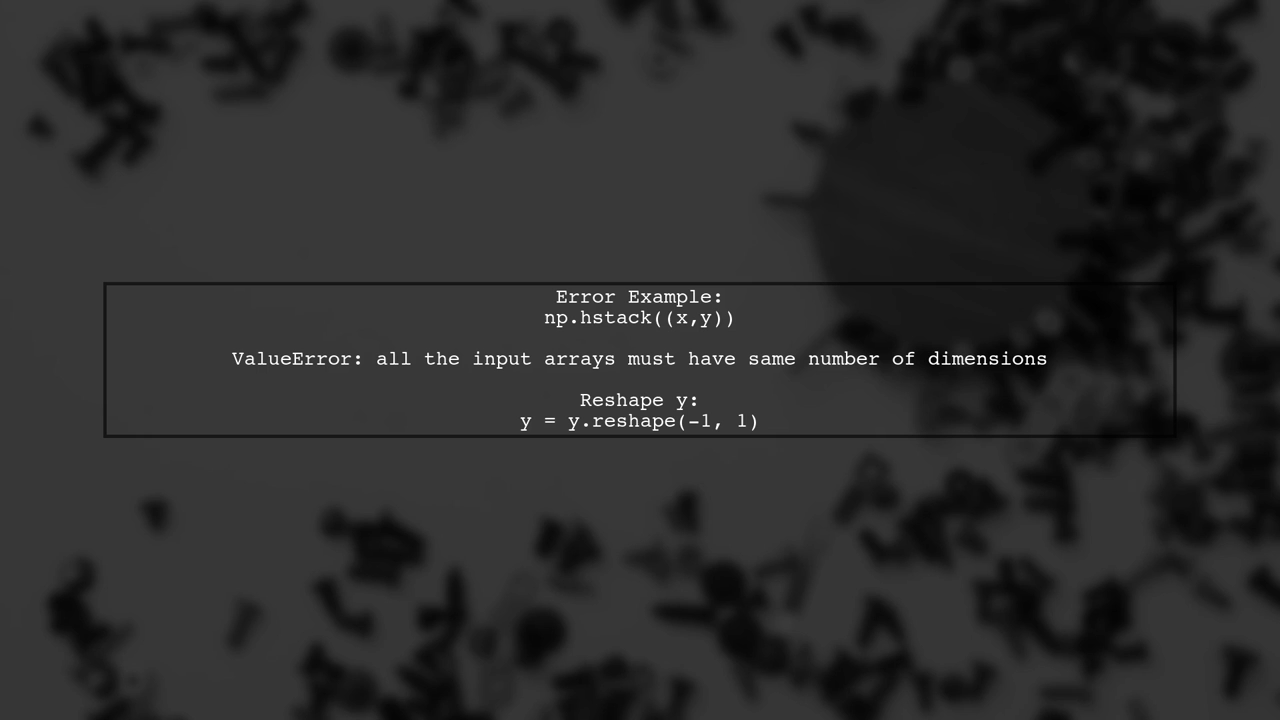 Error Example:
np.hstack((x,y))
ValueError: all the input arrays must have same number of dimensions
Reshape y:
y = y.reshape(-1, 1)